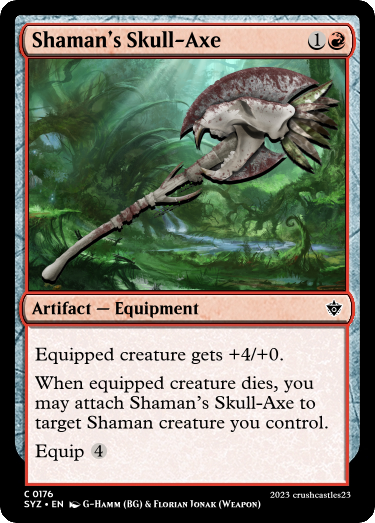 Shaman's Skull-Axe 1
Artifact — Equipment
Equipped creature gets +4/+0.
When equipped creature dies, you
may attach Shaman's Skull-Axe to
target Shaman creature you control.
Equip 4
C 0176
SYZ • EN G-Hamm (BG) & Florian Jonak (Weapon)
2023 crushcastles23